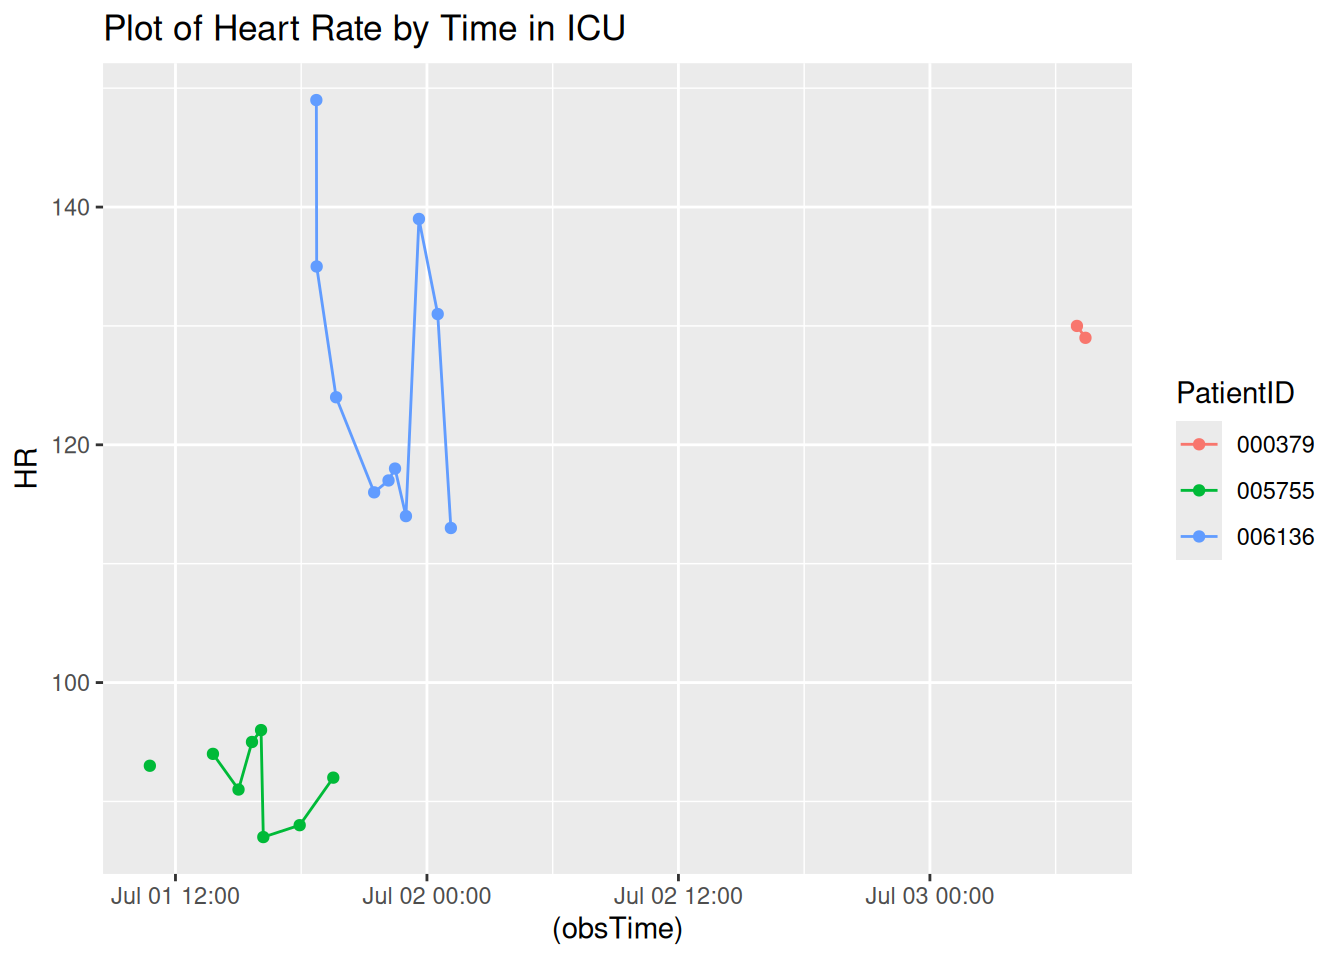 Plot of Heart Rate by Time in ICU
HR
140
120
100
Jul 01 12:00
Jul 02 00:00
Jul 02 12:00
Jul 03 00:00
(obsTime)
PatientID
000379
005755
006136